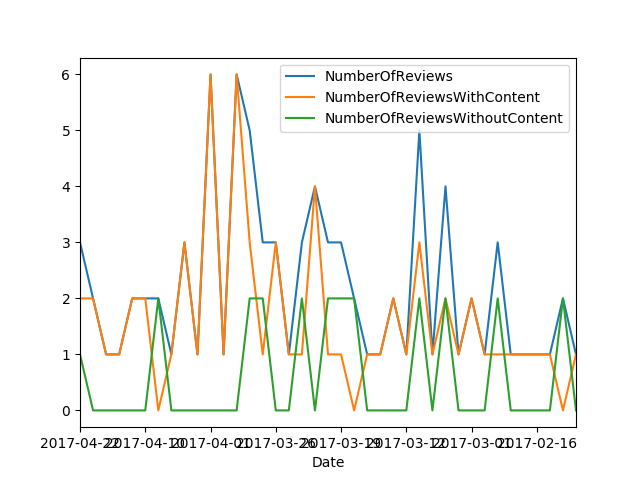 NumberOfReviews
NumberOfReviewsWithContent
NumberOfReviewsWithoutContent
6
5
4
3
2
1
0
2017-04-22 2017-04-10 2017-04-01 2017-03-26 2017-03-19 2017-03-12 2017-03-01 2017-02-16
Date